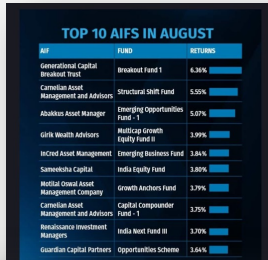 TOP 10 AIFS IN AUGUST
AIF FUND RETURNS
Generational Capital
Breakout Trust Breakout Fund 1 6.36%
Carnelian Asset
Management and Advisors Structural Shift Fund 5.55%
Abakkus Asset Manager Emerging Opportunities
Fund - 1 5.07%
Girik Wealth Advisors Multicap Growth
Equity Fund II 3.99%
InCred Asset Management Emerging Business Fund 3.84%
Sameeksha Capital India Equity Fund 3.80%
Motilal Oswal Asset
Management Company Growth Anchors Fund 3.79%
Carnelian Asset
Management and Advisors Capital Compounder
Fund - 1 3.75%
Renaissance Investment
Managers India Next Fund III 3.70%
Guardian Capital Partners Opportunities Scheme 3.64%